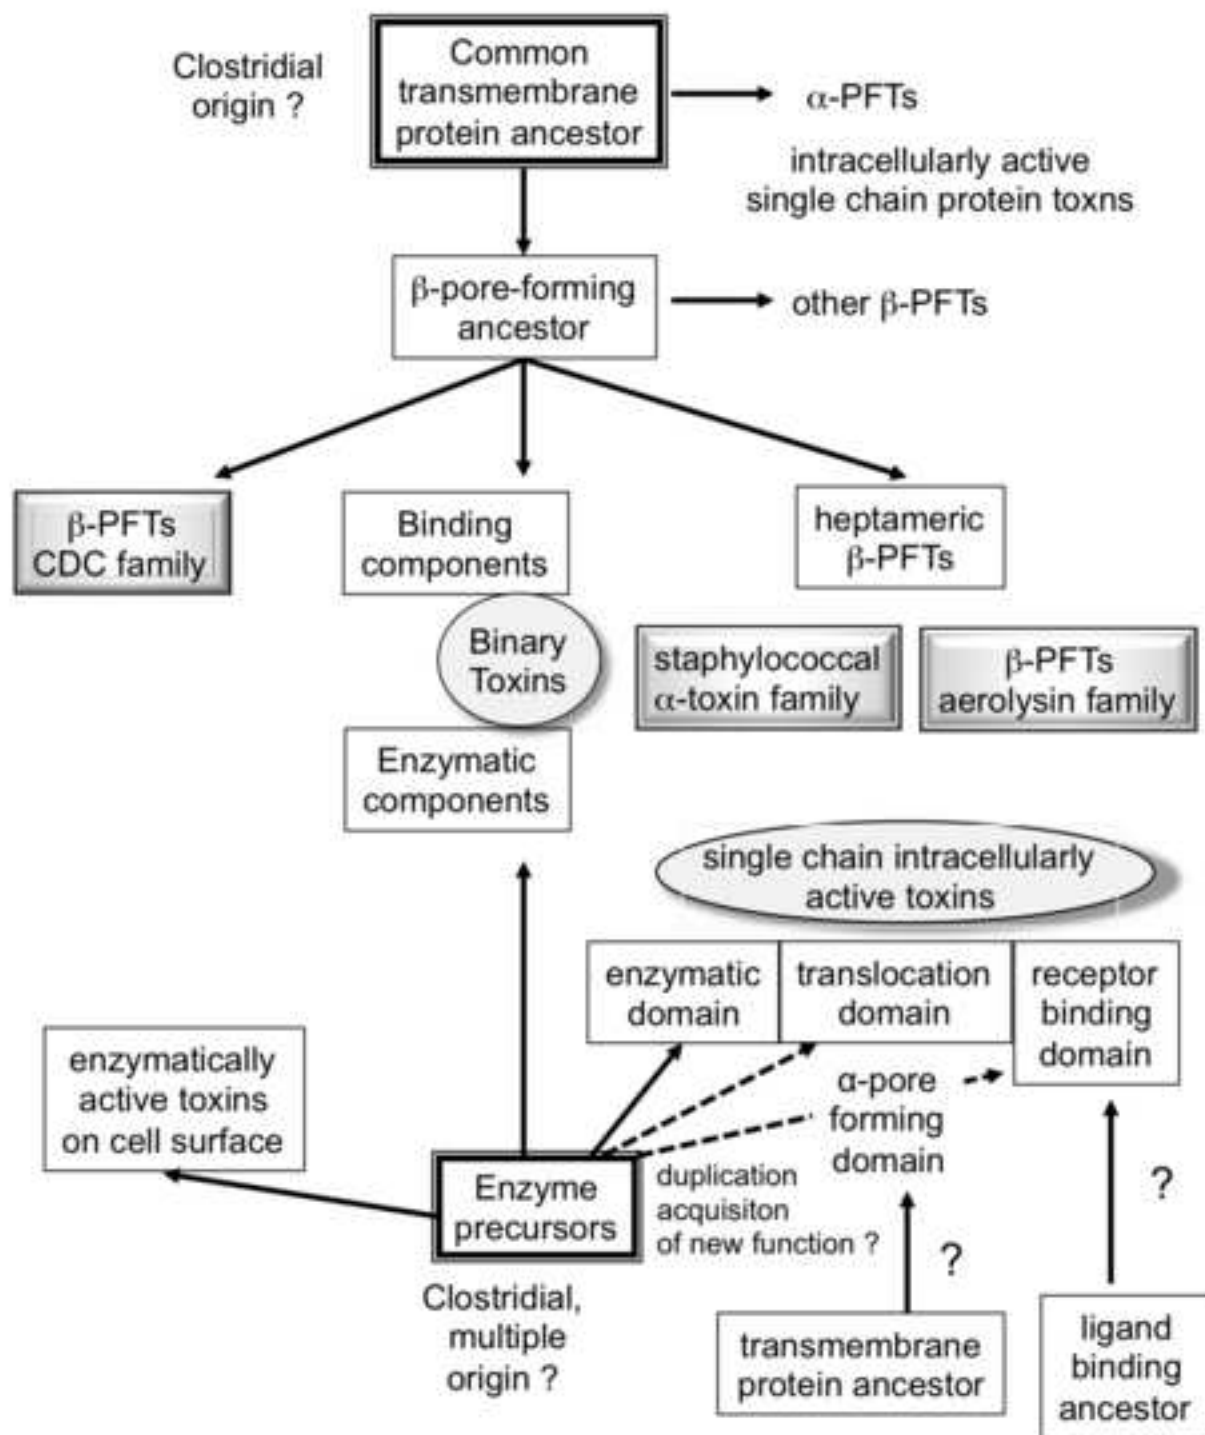 Clostridial
origin ?
Common
transmembrane
protein ancestor
α-PFTs
intracellularly active
single chain protein toxns
β-pore-forming
ancestor
other β-PFTs
β-PFTs
CDC family
Binding
components
heptameric
β-PFTs
Binary
Toxins
staphylococcal
α-toxin family
β-PFTs
aerolysin family
Enzymatic
components
single chain intracellularly
active toxins
enzymatic
domain
translocation
domain
receptor
binding
domain
enzymatically
active toxins
on cell surface
α-pore
forming
domain
Enzyme
precursors
duplication
acquisiton
of new function ?
?
?
Clostridial,
multiple
origin ?
transmembrane
protein ancestor
ligand
binding
ancestor